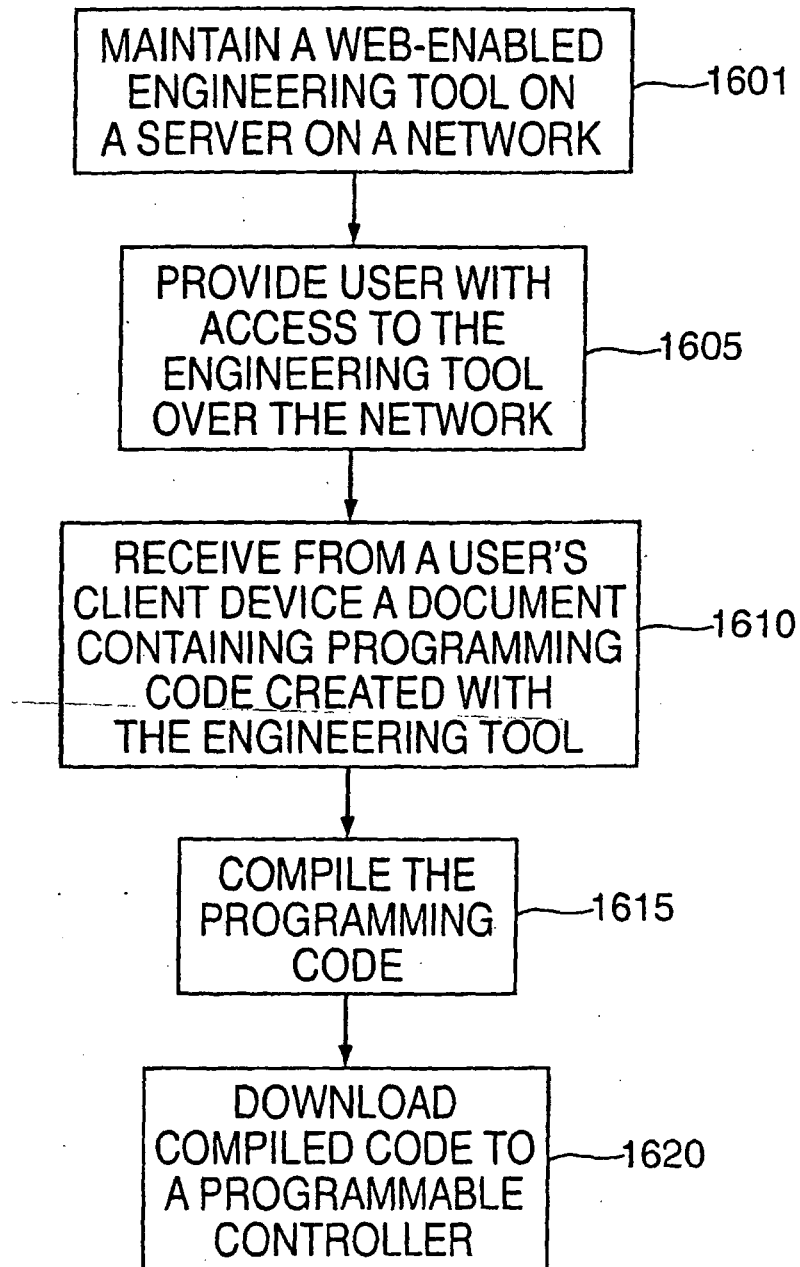 MAINTAIN A WEB-ENABLED
ENGINEERING TOOL ON
A SERVER ON A NETWORK
1601
PROVIDE USER WITH
ACCESS TO THE
ENGINEERING TOOL
OVER THE NETWORK
1605
RECEIVE FROM A USER'S
CLIENT DEVICE A DOCUMENT
CONTAINING PROGRAMMING
CODE CREATED WITH
THE ENGINEERING TOOL
1610
COMPILE THE
PROGRAMMING
CODE
1615
DOWNLOAD
COMPILED CODE TO
A PROGRAMMABLE
CONTROLLER
1620